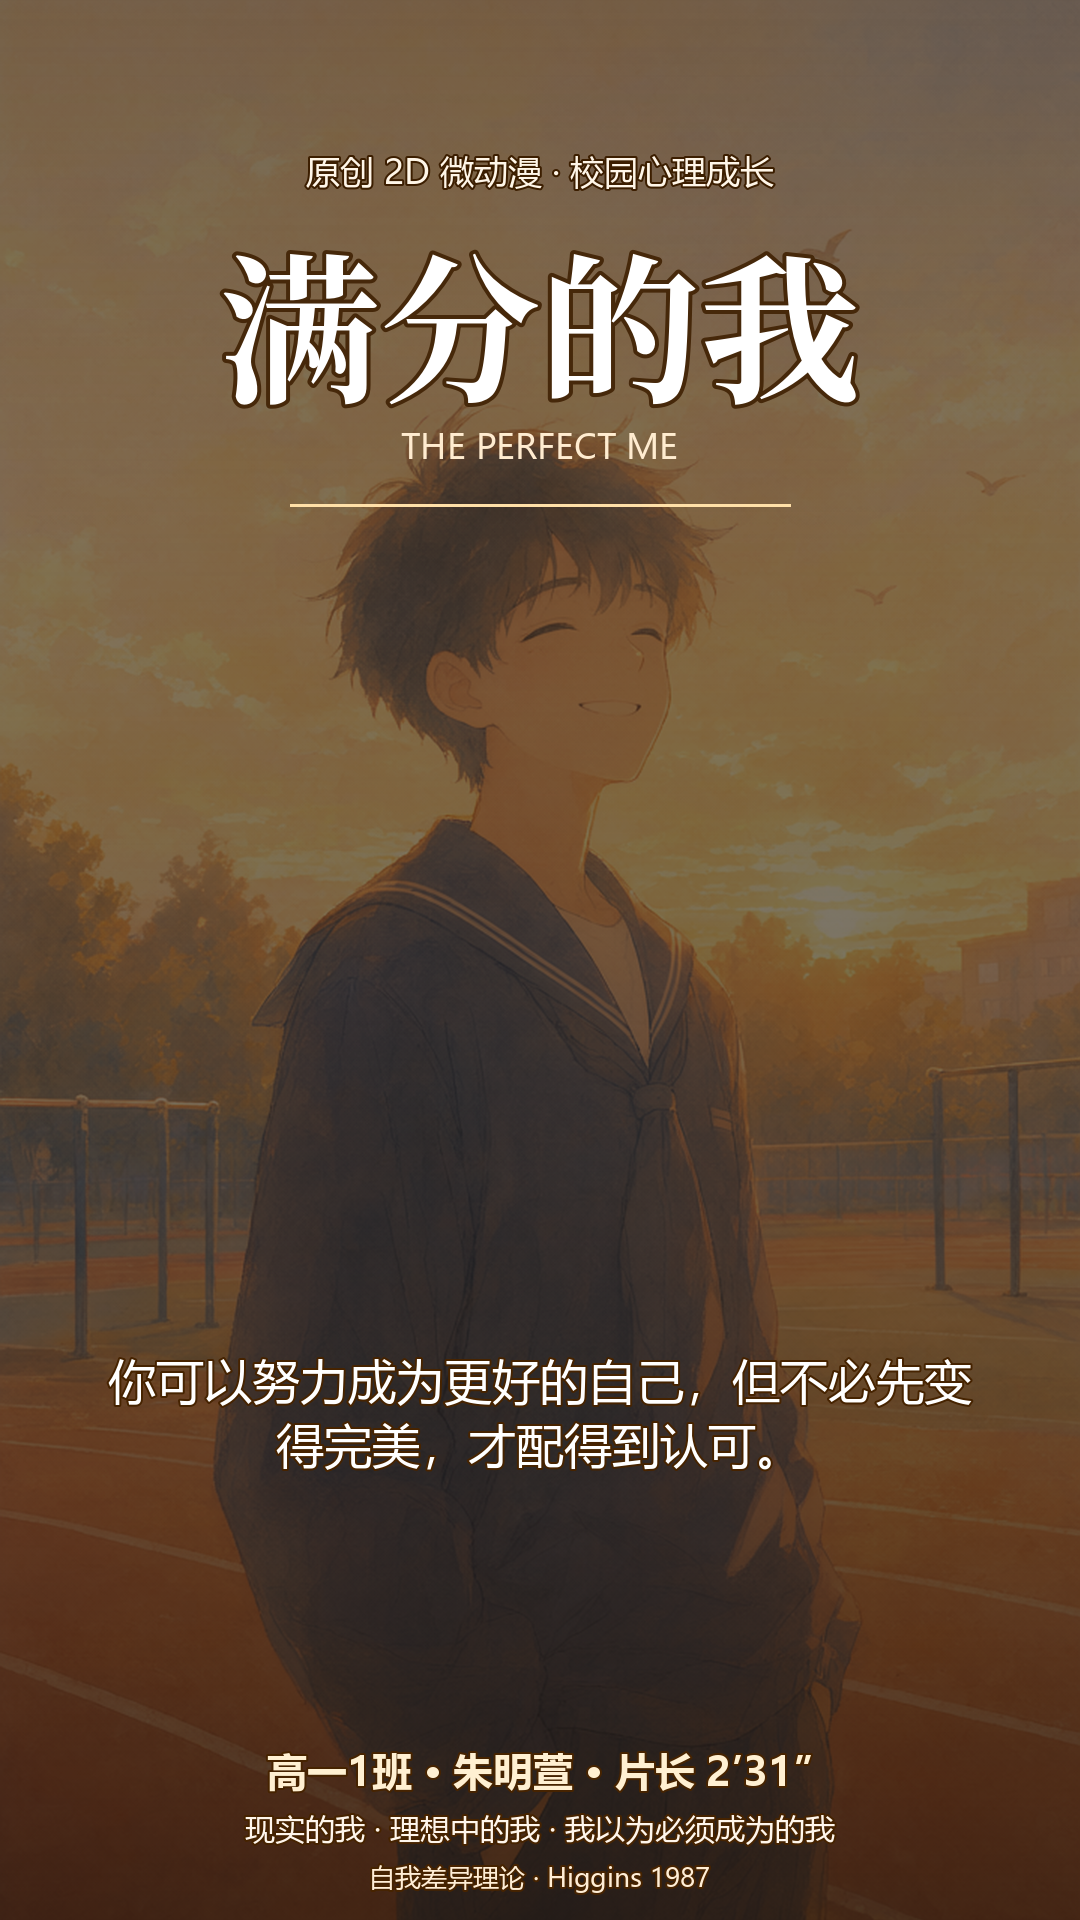 原创 2D 微动漫 · 校园心理成长
满分的我
THE PERFECT ME
你可以努力成为更好的自己，但不必先变
得完美，才配得到认可。
高一1班 • 朱明萱 • 片长 2′31″
现实的我 · 理想中的我 · 我以为必须成为的我
自我差异理论 · Higgins 1987